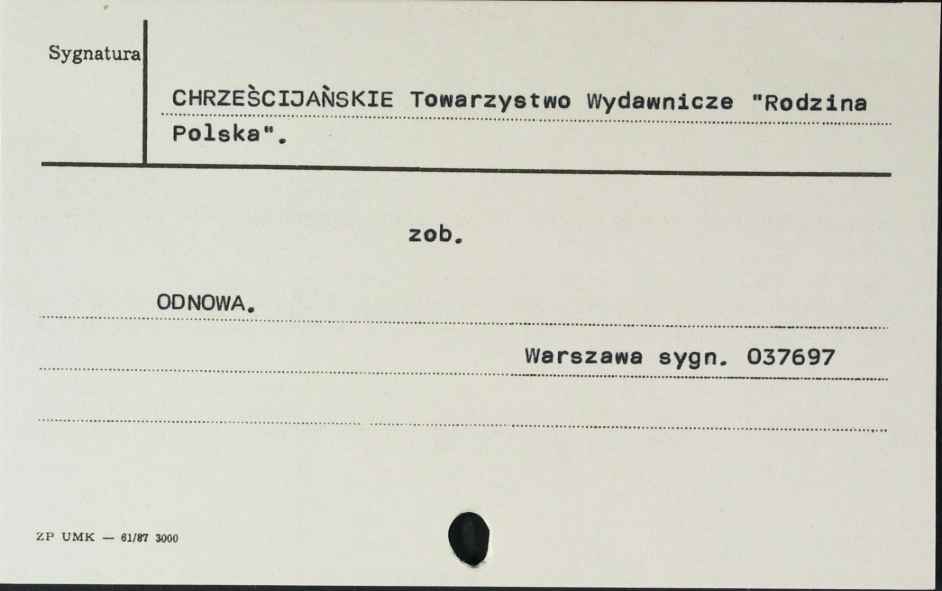 Sygnatura
CHRZEŚCIJAŃSKIE Towarzystwo Wydawnicze "Rodzina
Polska".
zob.
ODNOWA.
Warszawa sygn. 037697
ZP UMK — 61/87 3000